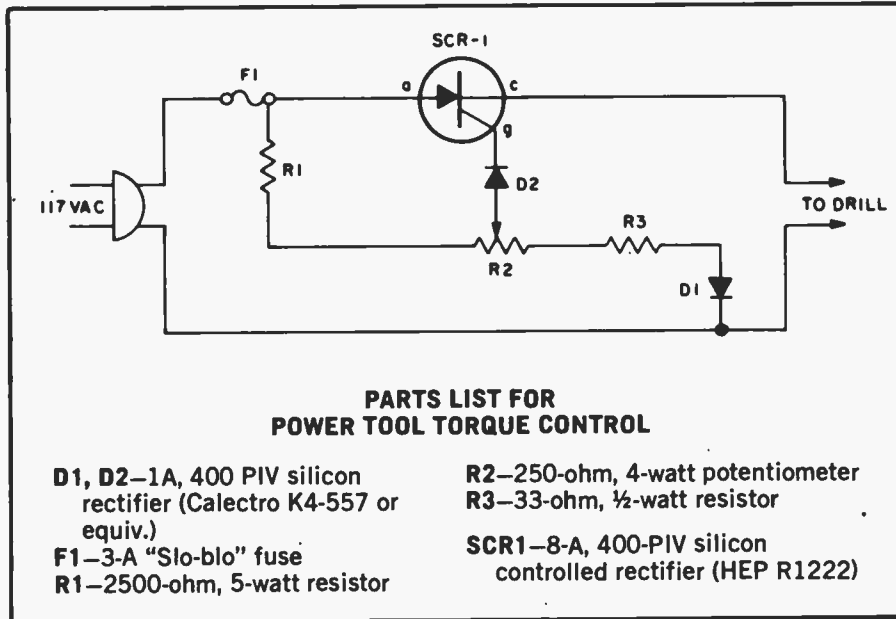 SCR-1
F1
a
c
g
R1
D2
117 VAC
TO DRILL
R3
R2
D1
PARTS LIST FOR
POWER TOOL TORQUE CONTROL
D1, D2–1A, 400 PIV silicon
rectifier (Calectro K4-557 or
equiv.)
F1–3-A “Slo-blo” fuse
R1–2500-ohm, 5-watt resistor
R2–250-ohm, 4-watt potentiometer
R3–33-ohm, ½-watt resistor
SCR1–8-A, 400-PIV silicon
controlled rectifier (HEP R1222)